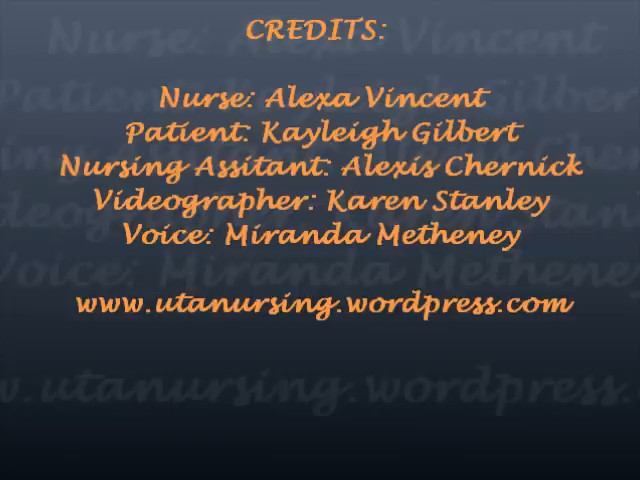 CREDITS:
Nurse: Alexa Vincent
Patient: Kayleigh Gilbert
Nursing Assitant: Alexis Chernick
Videographer: Karen Stanley
Voice: Miranda Metheney
www.utanursing.wordpress.com